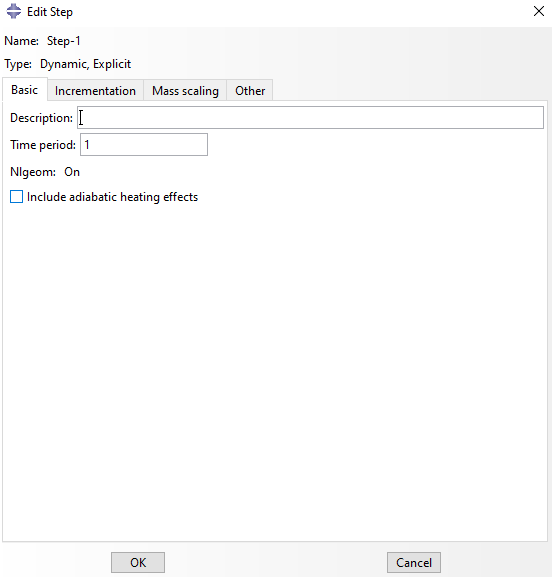 Edit Step
Name: Step-1
Type: Dynamic, Explicit
Basic Incrementation Mass scaling Other
Description:
Time period: 1
Nlgeom: On
Include adiabatic heating effects
OK Cancel